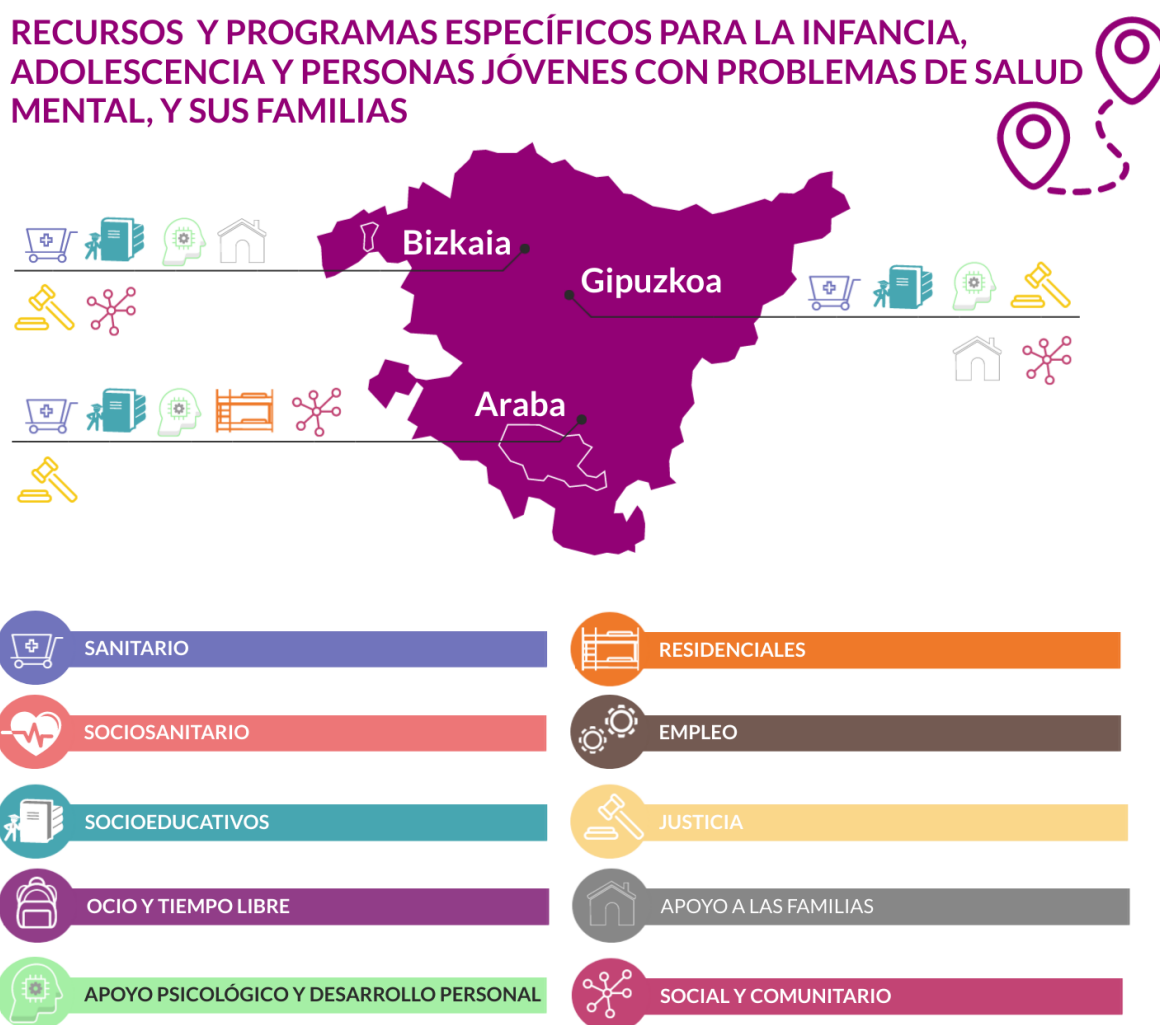 RECURSOS Y PROGRAMAS ESPECÍFICOS PARA LA INFANCIA,
ADOLESCENCIA Y PERSONAS JÓVENES CON PROBLEMAS DE SALUD
MENTAL, Y SUS FAMILIAS
Bizkaia
Gipuzkoa
Araba
SANITARIO
RESIDENCIALES
SOCIOSANITARIO
EMPLEO
SOCIOEDUCATIVOS
JUSTICIA
OCIO Y TIEMPO LIBRE
APOYO A LAS FAMILIAS
APOYO PSICOLÓGICO Y DESARROLLO PERSONAL
SOCIAL Y COMUNITARIO